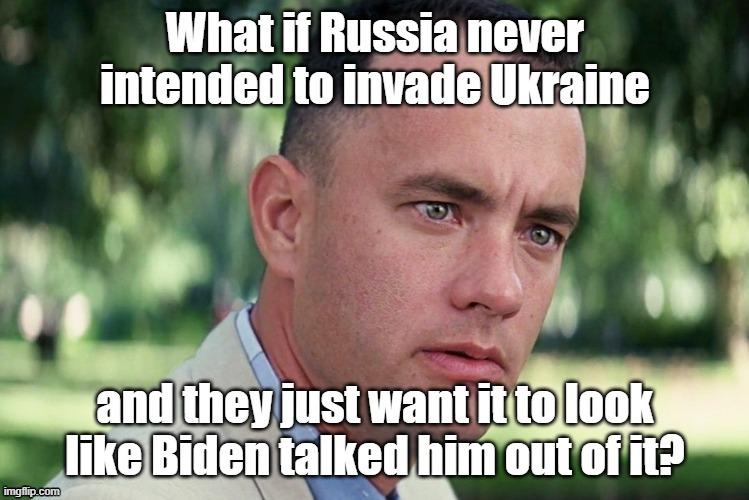 What if Russia never
intended to invade Ukraine
and they just want it to look
like Biden talked him out of it?
imgflip.com